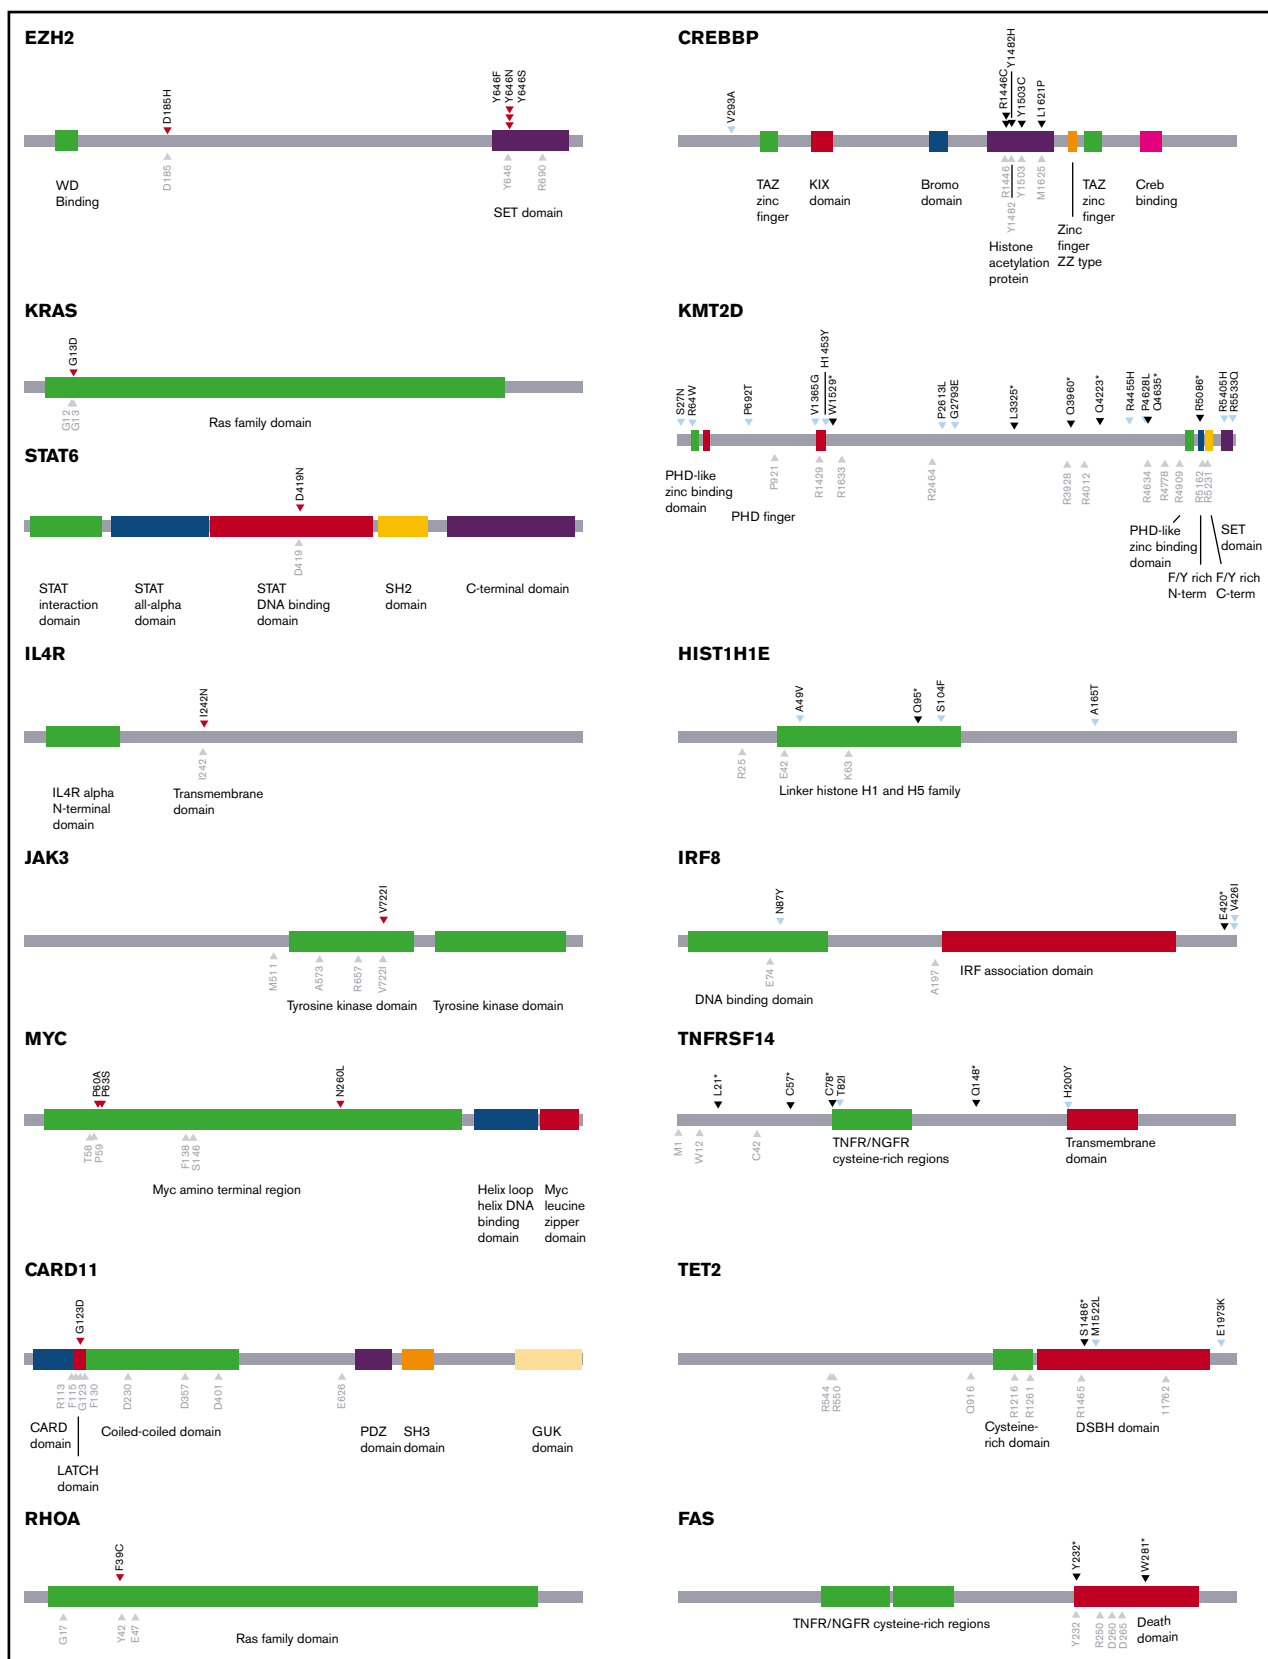 EZH2
D185H
Y646F
Y646N
Y646S
D185
Y646
R690
WD
Binding
SET domain
KRAS
G13D
G12
G13
Ras family domain
STAT6
D419N
D419
STAT
interaction
domain
STAT
all-alpha
domain
STAT
DNA binding
domain
SH2
domain
C-terminal domain
IL4R
I242N
I242
IL4R alpha
N-terminal
domain
Transmembrane
domain
JAK3
V722I
M511
A573
R657
V722I
Tyrosine kinase domain
Tyrosine kinase domain
MYC
P60A
P63S
N260L
T58
P59
F138
S146
Myc amino terminal region
Helix loop
helix DNA
binding
domain
Myc
leucine
zipper
domain
CARD11
G123D
R113
F115
G123
F130
D230
D357
D401
E626
CARD
domain
LATCH
domain
Coiled-coiled domain
PDZ
domain
SH3
domain
GUK
domain
RHOA
F39C
G17
Y42
E47
Ras family domain
CREBBP
V293A
R1446C
Y1482H
Y1503C
L1621P
R1446
Y1482
Y1503
M1625
TAZ
zinc
finger
KIX
domain
Bromo
domain
Histone
acetylation
protein
Zinc
finger
ZZ type
TAZ
zinc
finger
Creb
binding
KMT2D
S27N
R64W
P692T
V1365G
H1453Y
W1529*
P2613L
G2793E
L3325*
Q3960*
Q4223*
R4455H
P4628L
Q4635*
R5086*
R5405H
R5533Q
P921
R1429
R1633
R2464
R3928
R4012
R4634
R4778
R4909
R5162
R5231
PHD-like
zinc binding
domain
PHD finger
PHD-like
zinc binding
domain
F/Y rich
N-term
F/Y rich
C-term
SET
domain
HIST1H1E
A49V
Q95*
S104F
A165T
R25
E42
K63
Linker histone H1 and H5 family
IRF8
N87Y
E420*
V426I
E74
A197
DNA binding domain
IRF association domain
TNFRSF14
L21*
C57*
C78*
T82I
Q148*
H200Y
M1
W12
C42
TNFR/NGFR
cysteine-rich regions
Transmembrane
domain
TET2
S1486*
M1522L
E1973K
R544
R550
Q916
R1216
R1261
R1465
11762
Cysteine-
rich domain
DSBH domain
FAS
Y232*
W281*
Y232
R250
D260
D265
TNFR/NGFR cysteine-rich regions
Death
domain